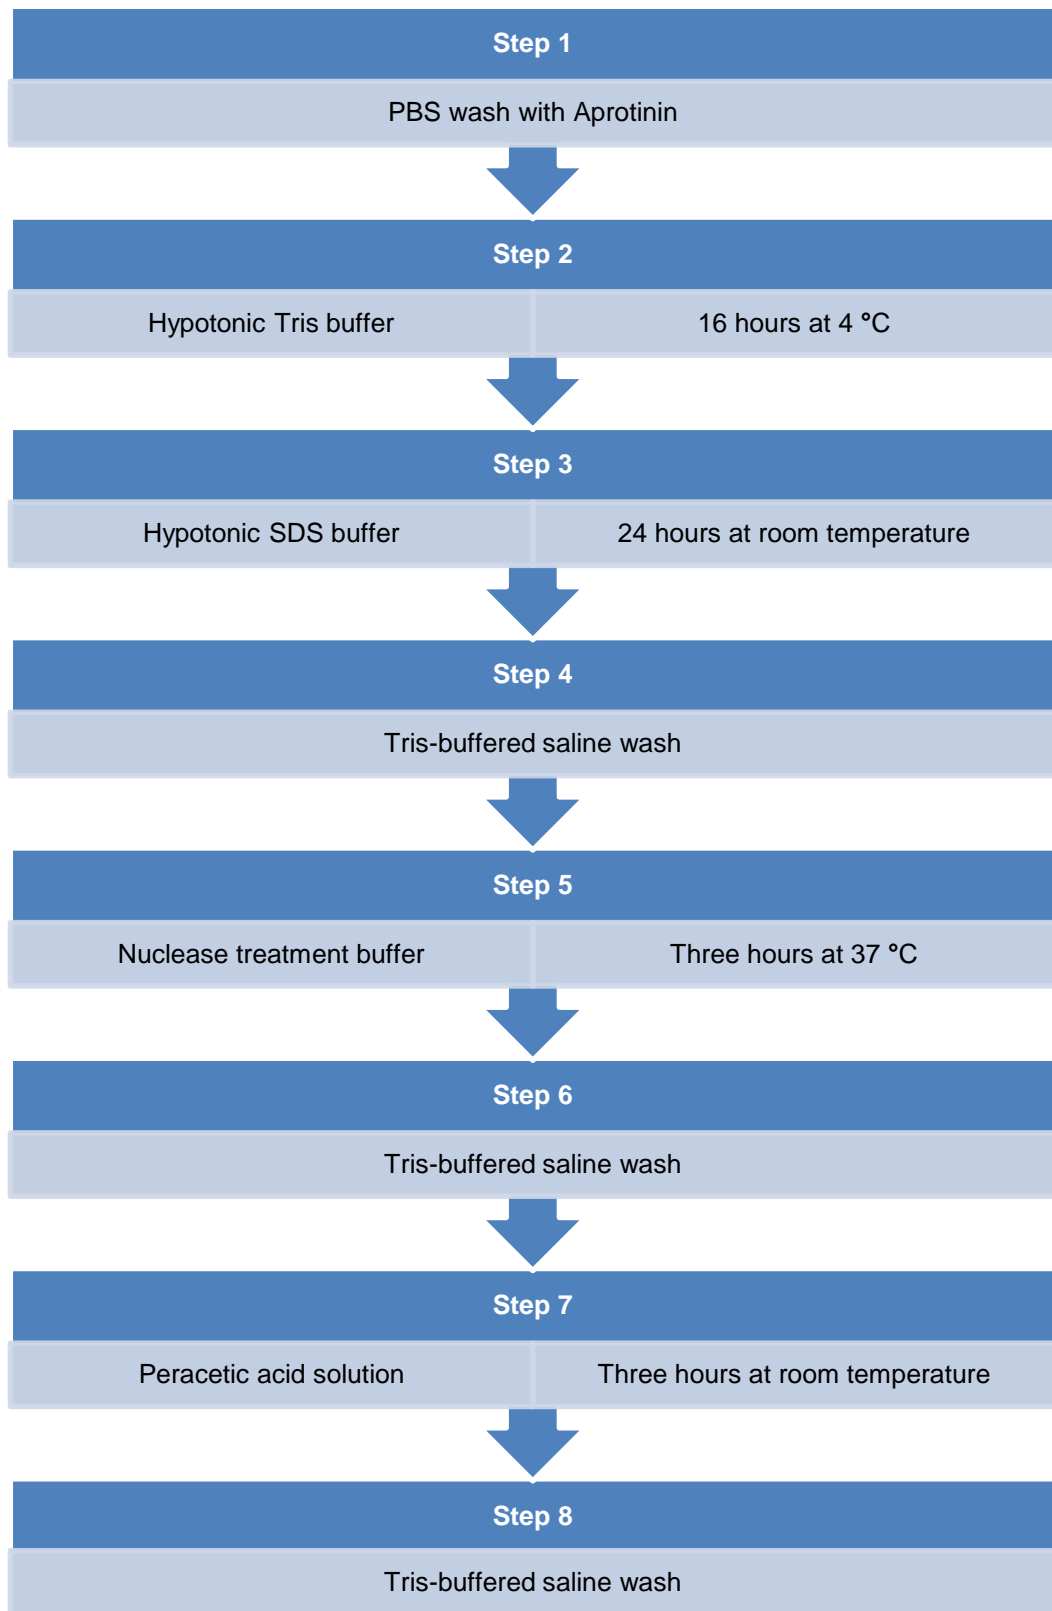 Step 1
PBS wash with Aprotinin
Step 2
Hypotonic Tris buffer
16 hours at 4 °C
Step 3
Hypotonic SDS buffer
24 hours at room temperature
Step 4
Tris-buffered saline wash
Step 5
Nuclease treatment buffer
Three hours at 37 °C
Step 6
Tris-buffered saline wash
Step 7
Peracetic acid solution
Three hours at room temperature
Step 8
Tris-buffered saline wash